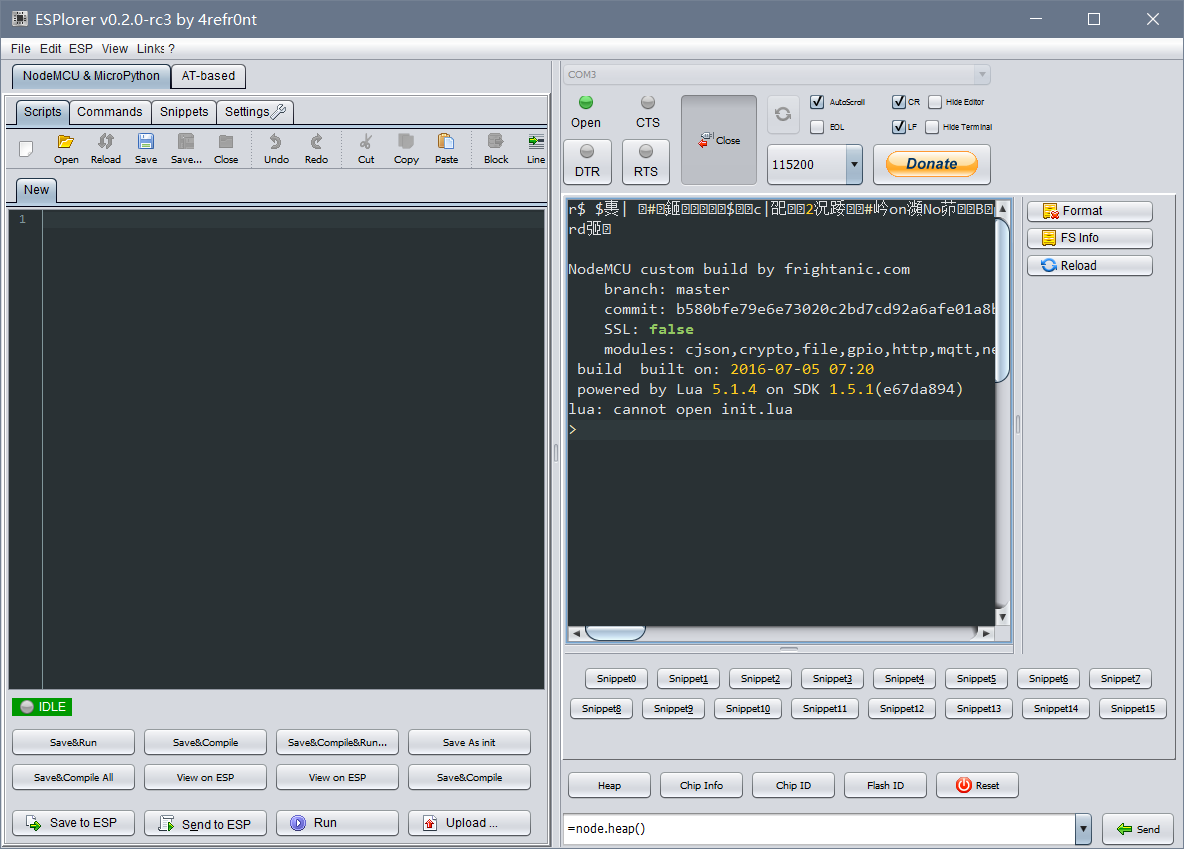 ESPlorer v0.2.0-rc3 by 4refr0nt
File Edit ESP View Links ?
NodeMCU & MicroPython AT-based
Scripts Commands Snippets Settings
Open Reload Save Save... Close Undo Redo Cut Copy Paste Block Line
New
1
IDLE
Save&Run Save&Compile Save&Compile&Run... Save As init
Save&Compile All View on ESP View on ESP Save&Compile
Save to ESP Send to ESP Run Upload ...
COM3
Open CTS Close
DTR RTS
AutoScroll CR Hide Editor
EOL LF Hide Terminal
115200 Donate
NodeMCU custom build by frightanic.com
branch: master
commit: b580bfe79e6e73020c2bd7cd92a6afe01a8b
SSL: false
modules: cjson,crypto,file,gpio,http,mqtt,ne
build built on: 2016-07-05 07:20
powered by Lua 5.1.4 on SDK 1.5.1(e67da894)
lua: cannot open init.lua
>
Format
FS Info
Reload
Snippet0 Snippet1 Snippet2 Snippet3 Snippet4 Snippet5 Snippet6 Snippet7
Snippet8 Snippet9 Snippet10 Snippet11 Snippet12 Snippet13 Snippet14 Snippet15
Heap Chip Info Chip ID Flash ID Reset
=node.heap() Send